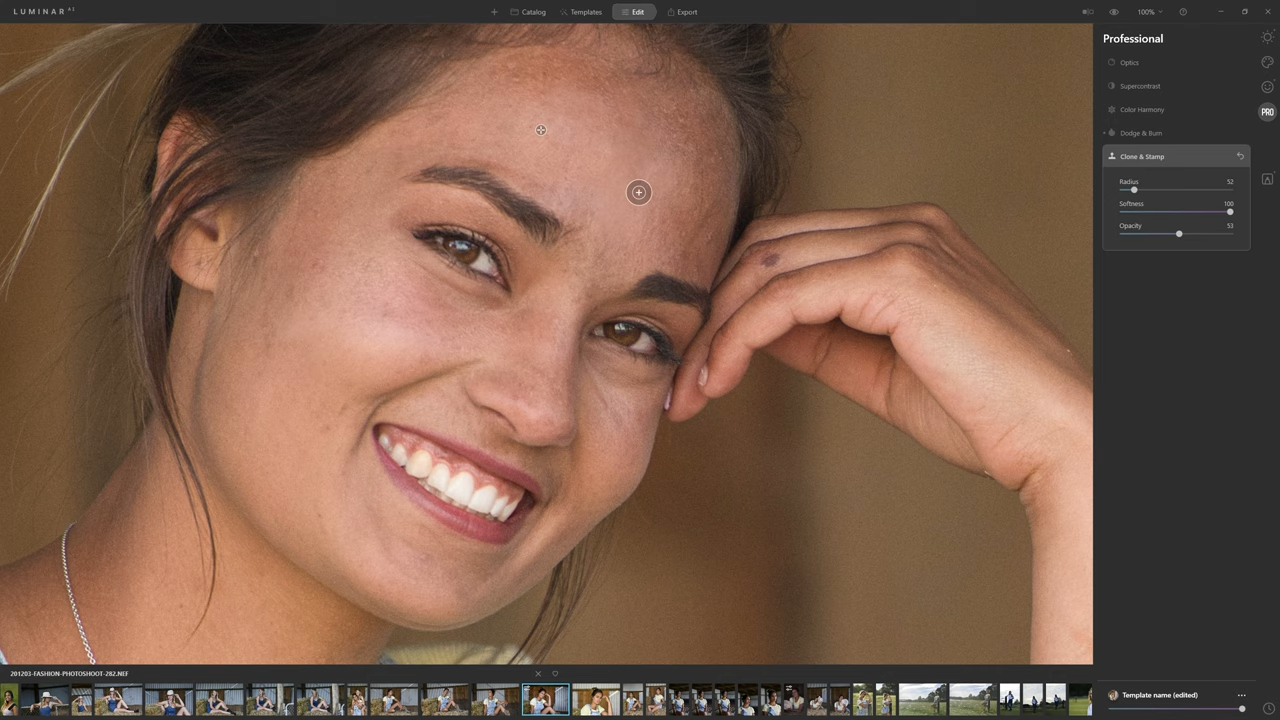 LUMINAR AI
Catalog
Templates
Edit
Export
100%
Professional
Optics
Supercontrast
Color Harmony
PRO
Dodge & Burn
Clone & Stamp
Radius 52
Softness 100
Opacity 53
201203-FASHION-PHOTOSHOOT-282.NEF
Template name (edited)